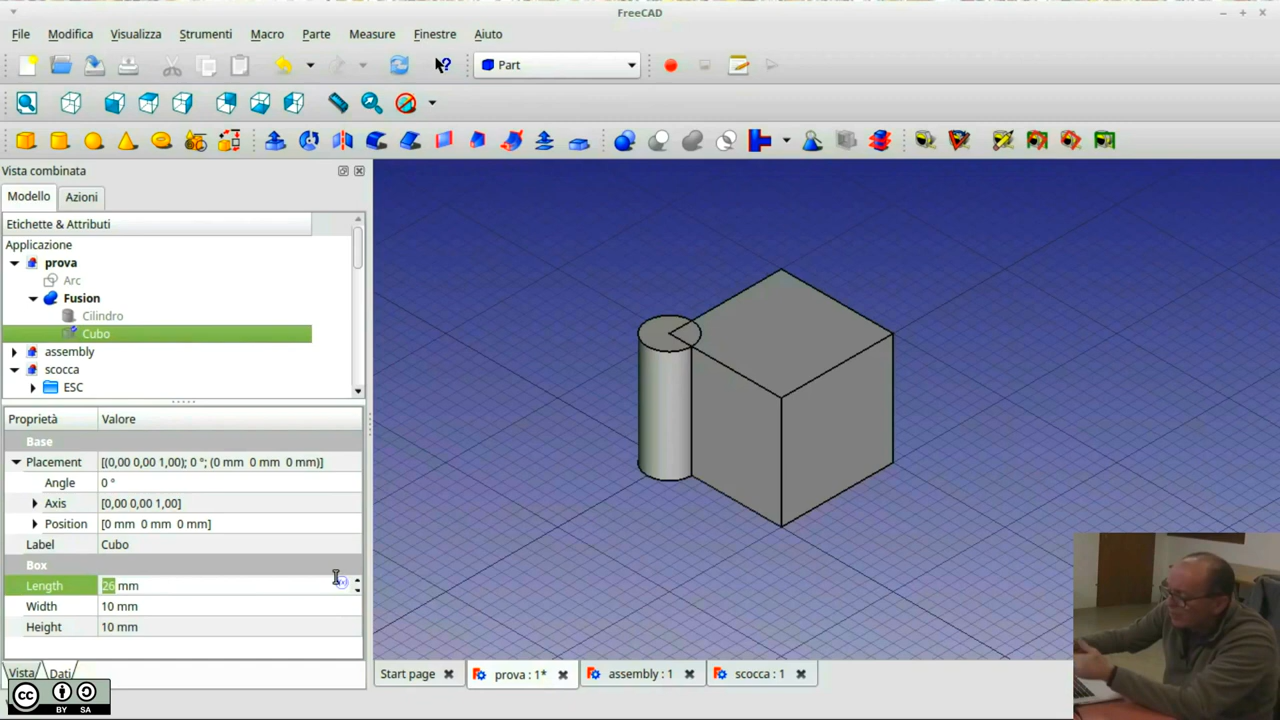 FreeCAD
File Modifica Visualizza Strumenti Macro Parte Measure Finestre Aiuto
Part
Vista combinata
Modello Azioni
Etichette & Attributi
Applicazione
prova
Arc
Fusion
Cilindro
Cubo
assembly
scocca
ESC
Proprietà Valore
Base
Placement [(0,00 0,00 1,00); 0 °; (0 mm 0 mm 0 mm)]
Angle 0 °
Axis [0,00 0,00 1,00]
Position [0 mm 0 mm 0 mm]
Label Cubo
Box
Length 26 mm
Width 10 mm
Height 10 mm
Vista Dati
Start page prova : 1* assembly : 1 scocca : 1
cc
BY SA